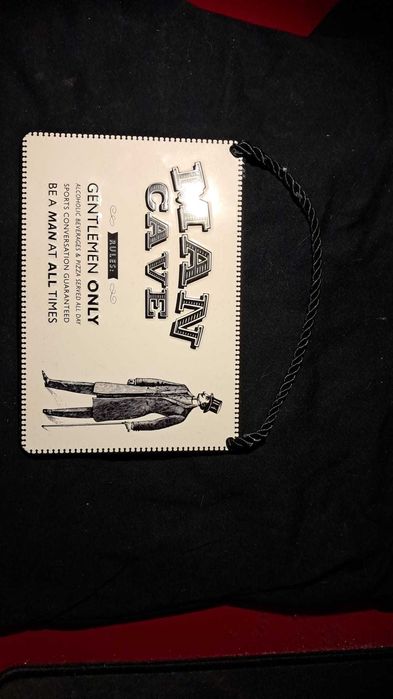 MAN
CAVE
RULES:
GENTLEMEN ONLY
ALCOHOLIC BEVERAGES & PIZZA SERVED ALL DAY
SPORTS CONVERSATION GUARANTEED
BE A MAN AT ALL TIMES